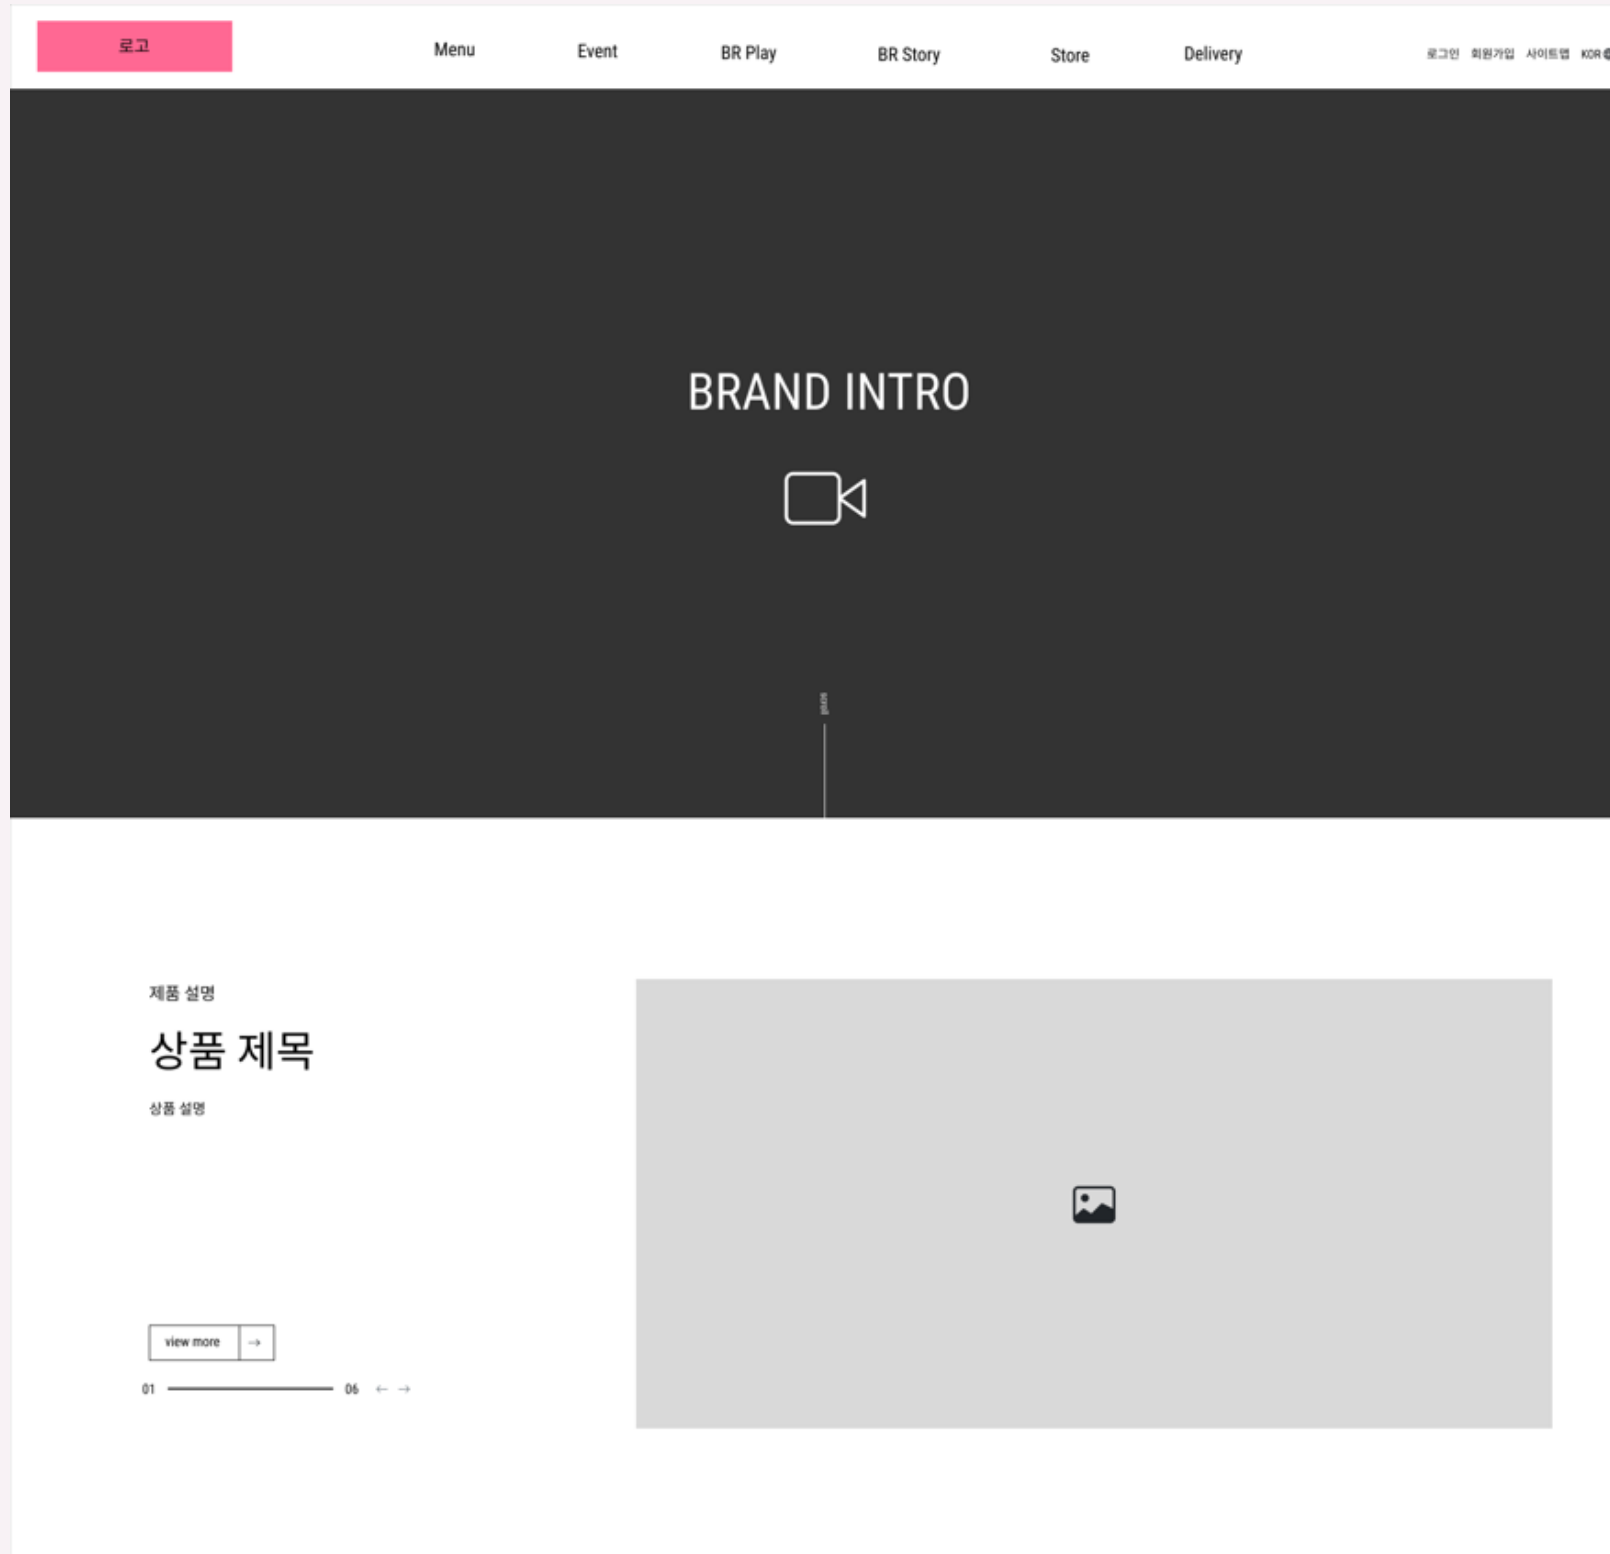 로고 Menu Event BR Play BR Story Store Delivery 로그인 회원가입 사이트맵 KOR
BRAND INTRO
scroll
제품 설명
상품 제목
상품 설명
view more →
01 06 ← →